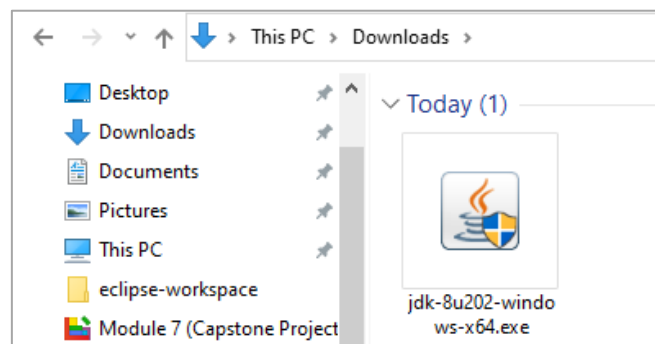 This PC > Downloads >
Desktop
Downloads
Documents
Pictures
This PC
eclipse-workspace
Module 7 (Capstone Project
Today (1)
jdk-8u202-windo
ws-x64.exe